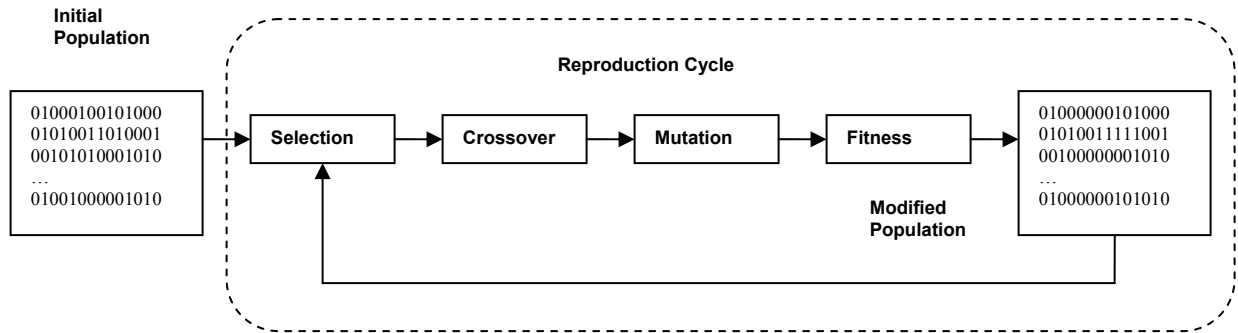 Initial
Population
Reproduction Cycle
01000100101000
01010011010001
00101010001010
…
01001000001010
Selection
Crossover
Mutation
Fitness
01000000101000
01010011111001
00100000001010
…
01000000101010
Modified
Population